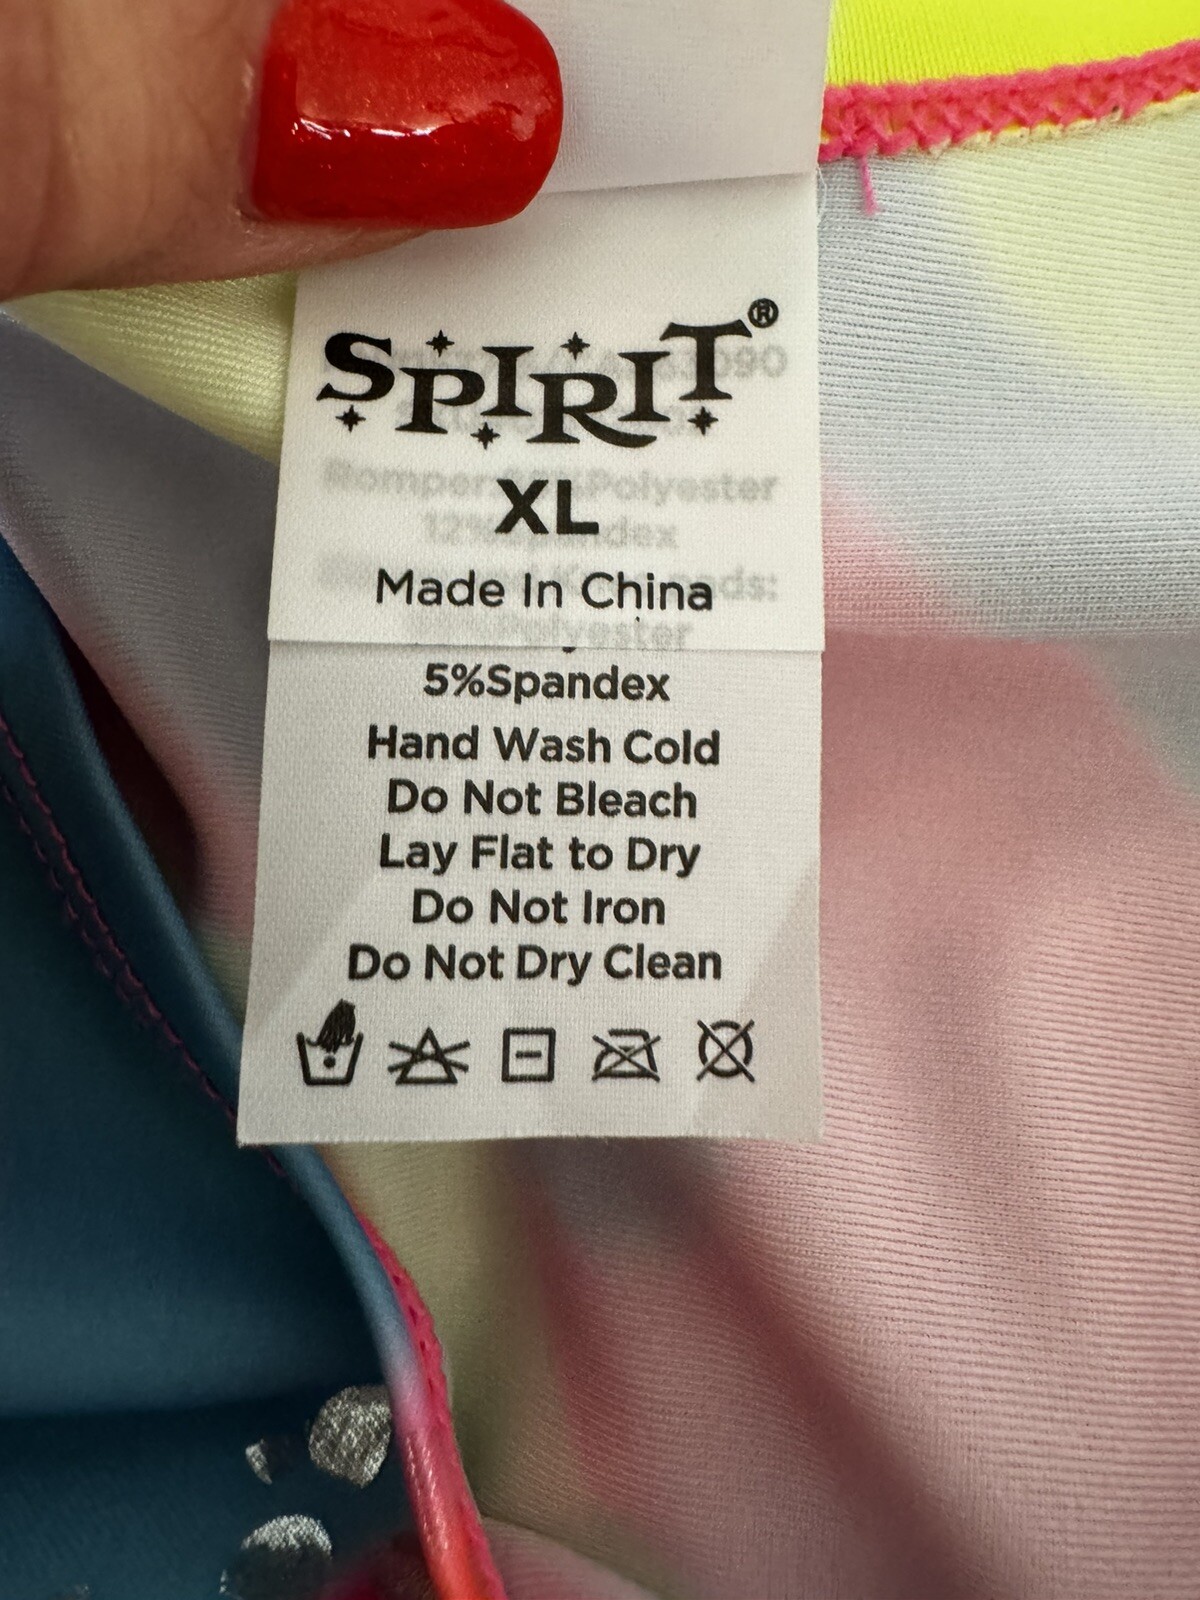 SPIRIT®
XL
Made In China
5%Spandex
Hand Wash Cold
Do Not Bleach
Lay Flat to Dry
Do Not Iron
Do Not Dry Clean